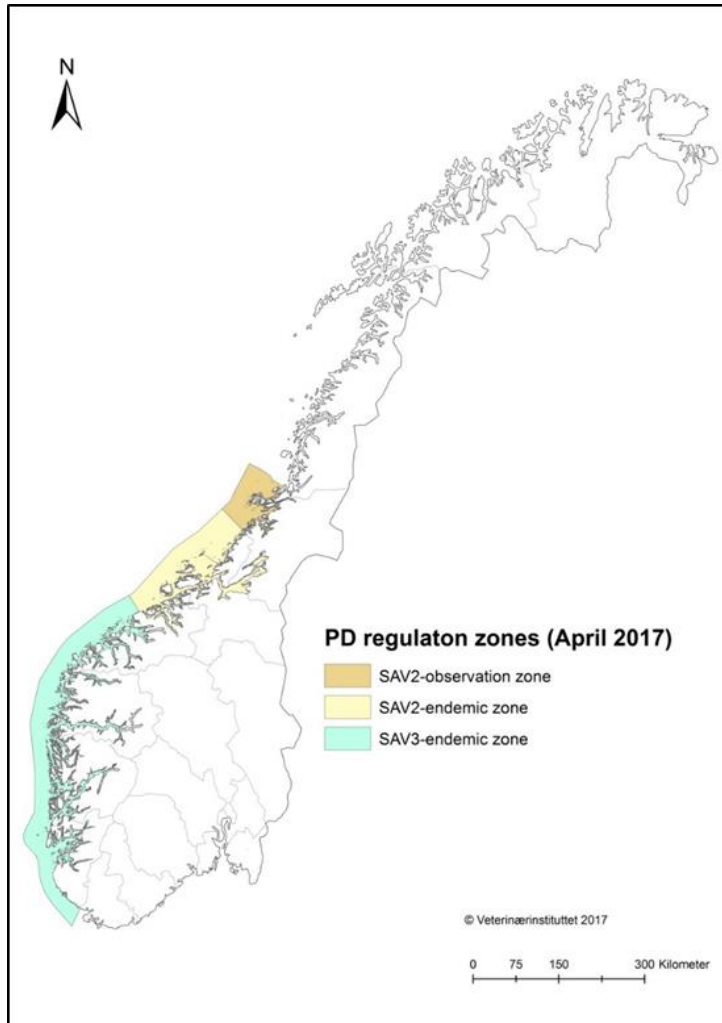 N
PD regulaton zones (April 2017)
SAV2-observation zone
SAV2-endemic zone
SAV3-endemic zone
© Veterinærinstituttet 2017
0 75 150 300 Kilometer